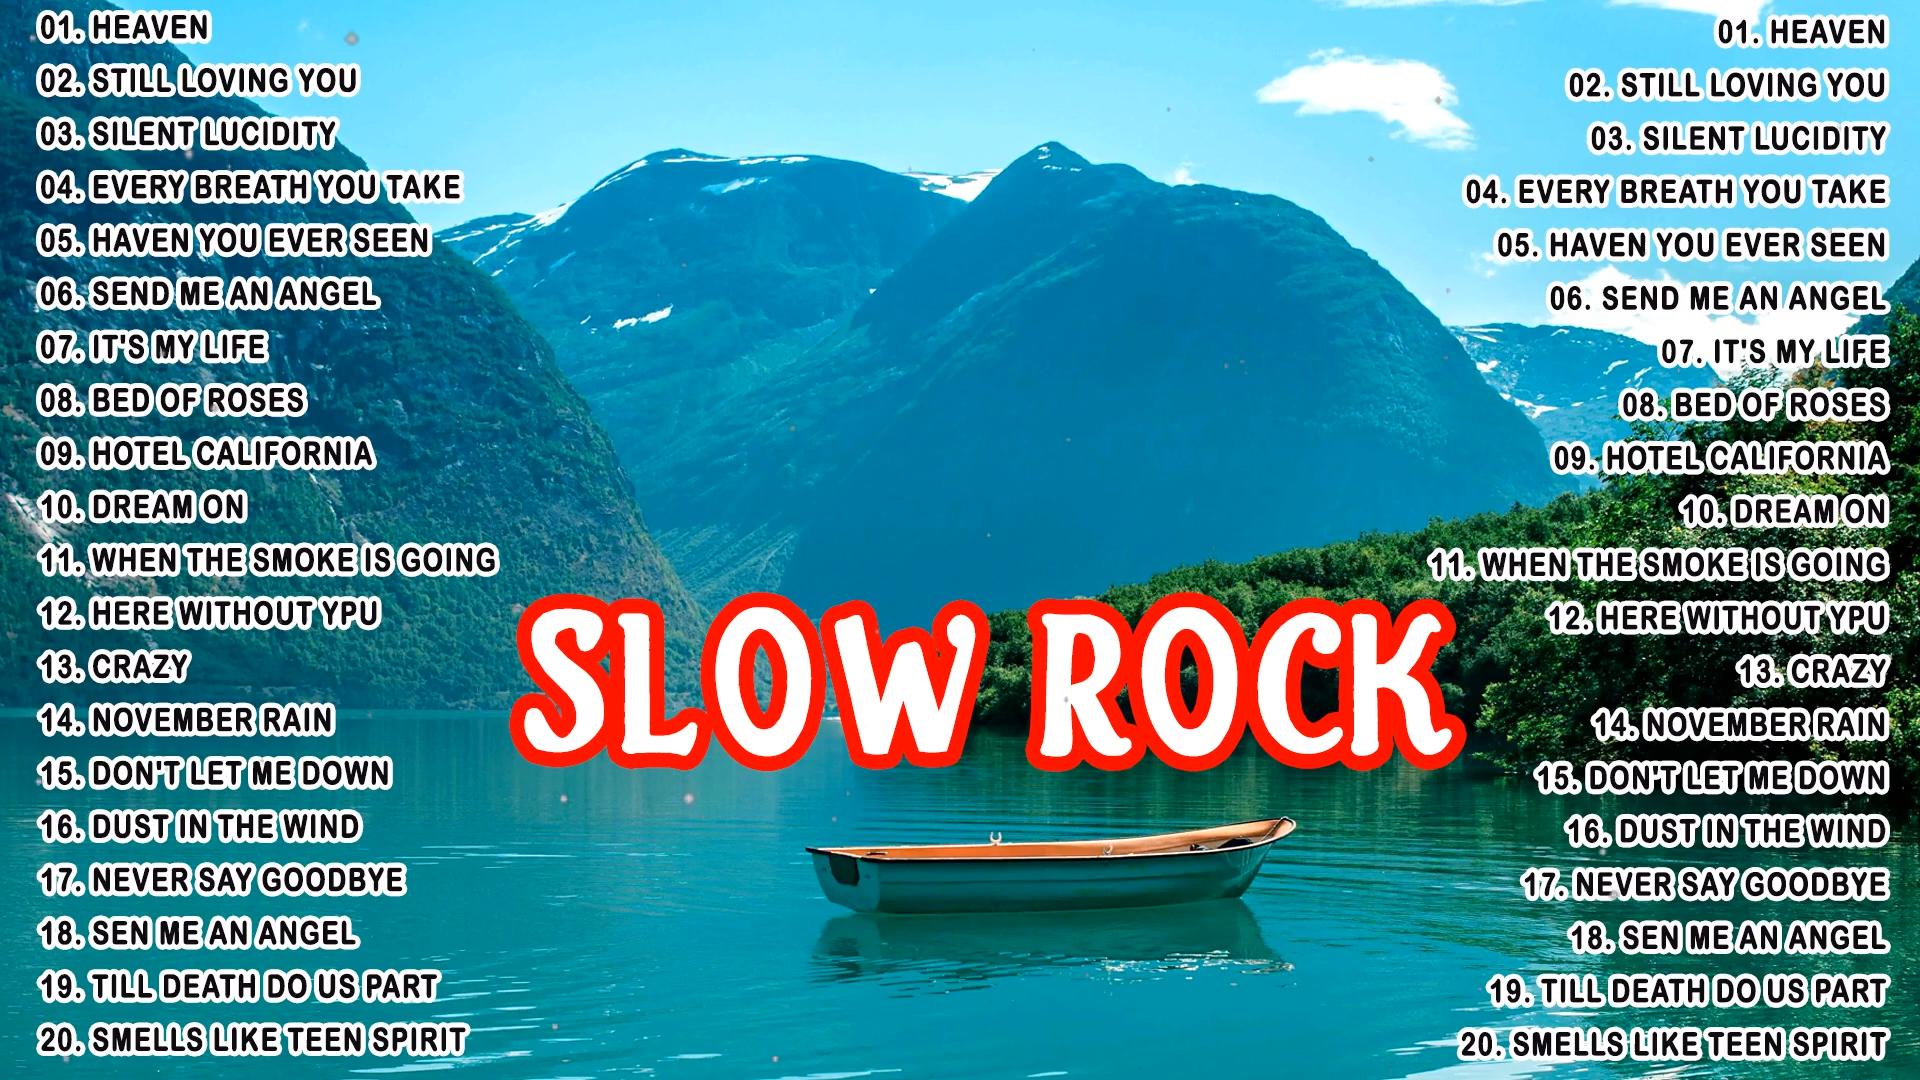 01. HEAVEN
02. STILL LOVING YOU
03. SILENT LUCIDITY
04. EVERY BREATH YOU TAKE
05. HAVEN YOU EVER SEEN
06. SEND ME AN ANGEL
07. IT'S MY LIFE
08. BED OF ROSES
09. HOTEL CALIFORNIA
10. DREAM ON
11. WHEN THE SMOKE IS GOING
12. HERE WITHOUT YPU
13. CRAZY
14. NOVEMBER RAIN
15. DON'T LET ME DOWN
16. DUST IN THE WIND
17. NEVER SAY GOODBYE
18. SEN ME AN ANGEL
19. TILL DEATH DO US PART
20. SMELLS LIKE TEEN SPIRIT
SLOW ROCK
01. HEAVEN
02. STILL LOVING YOU
03. SILENT LUCIDITY
04. EVERY BREATH YOU TAKE
05. HAVEN YOU EVER SEEN
06. SEND ME AN ANGEL
07. IT'S MY LIFE
08. BED OF ROSES
09. HOTEL CALIFORNIA
10. DREAM ON
11. WHEN THE SMOKE IS GOING
12. HERE WITHOUT YPU
13. CRAZY
14. NOVEMBER RAIN
15. DON'T LET ME DOWN
16. DUST IN THE WIND
17. NEVER SAY GOODBYE
18. SEN ME AN ANGEL
19. TILL DEATH DO US PART
20. SMELLS LIKE TEEN SPIRIT